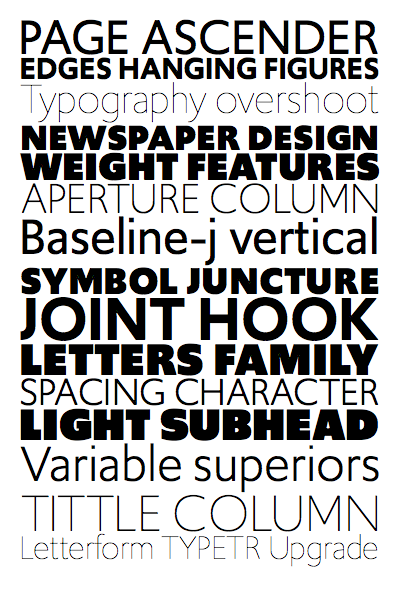 PAGE ASCENDER
EDGES HANGING FIGURES
Typography overshoot
NEWSPAPER DESIGN
WEIGHT FEATURES
APERTURE COLUMN
Baseline-j vertical
SYMBOL JUNCTURE
JOINT HOOK
LETTERS FAMILY
SPACING CHARACTER
LIGHT SUBHEAD
Variable superiors
TITTLE COLUMN
Letterform TYPETR Upgrade